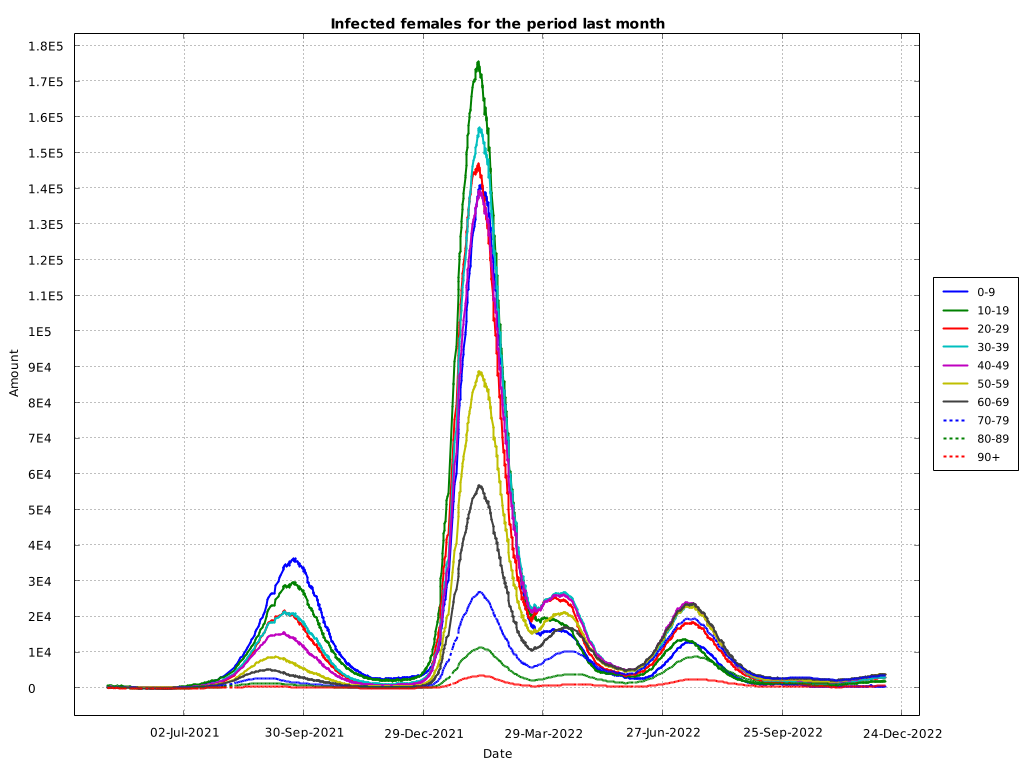 Infected females for the period last month
1.8E5
1.7E5
1.6E5
1.5E5
1.4E5
1.3E5
1.2E5
1.1E5
1E5
9E4
8E4
7E4
6E4
5E4
4E4
3E4
2E4
1E4
0
Amount
02-Jul-2021
30-Sep-2021
29-Dec-2021
29-Mar-2022
27-Jun-2022
25-Sep-2022
24-Dec-2022
Date
0-9
10-19
20-29
30-39
40-49
50-59
60-69
70-79
80-89
90+